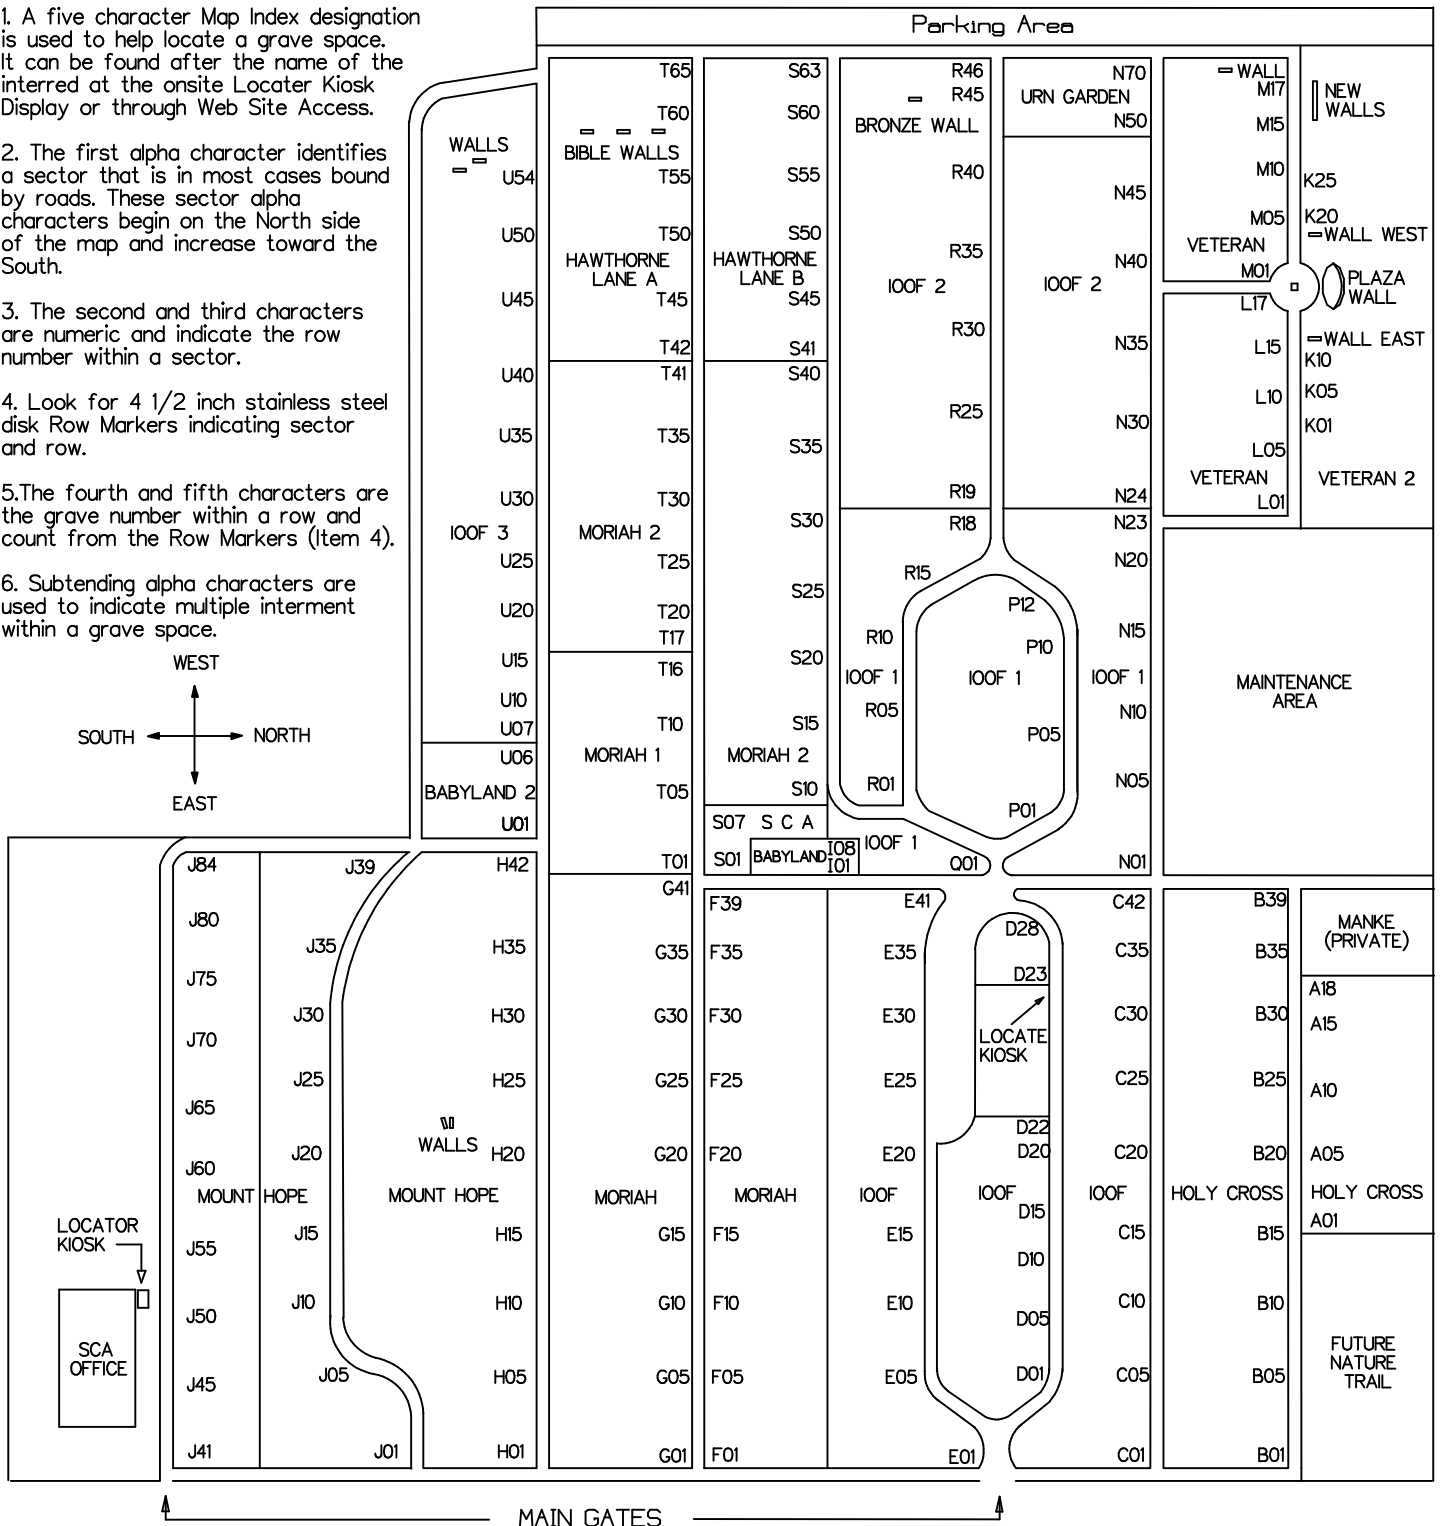 Parking Area
1. A five character Map Index designation
is used to help locate a grave space.
It can be found after the name of the
interred at the onsite Locater Kiosk
Display or through Web Site Access.
2. The first alpha character identifies
a sector that is in most cases bound
by roads. These sector alpha
characters begin on the North side
of the map and increase toward the
South.
3. The second and third characters
are numeric and indicate the row
number within a sector.
4. Look for 4 1/2 inch stainless steel
disk Row Markers indicating sector
and row.
5.The fourth and fifth characters are
the grave number within a row and
count from the Row Markers (Item 4).
6. Subtending alpha characters are
used to indicate multiple interment
within a grave space.
WEST
SOUTH
NORTH
EAST
WALLS
U54
U50
U45
U40
U35
U30
IOOF 3
U25
U20
U15
U10
U07
U06
BABYLAND 2
U01
T65
T60
BIBLE WALLS
T55
T50
HAWTHORNE
LANE A
T45
T42
T41
T35
T30
MORIAH 2
T25
T20
T17
T16
T10
MORIAH 1
T05
T01
S63
S60
S55
S50
HAWTHORNE
LANE B
S45
S41
S40
S35
S30
S25
S20
S15
MORIAH 2
S10
S07 S C A
S01
BABYLAND
I08
I01
R46
R45
BRONZE WALL
R40
R35
IOOF 2
R30
R25
R19
R18
R15
R10
IOOF 1
R05
R01
IOOF 1
Q01
P12
P10
IOOF 1
P05
P01
N70
URN GARDEN
N50
N45
N40
IOOF 2
N35
N30
N24
N23
N20
N15
IOOF 1
N10
N05
N01
WALL
M17
M15
M10
M05
VETERAN
M01
L17
L15
L10
L05
VETERAN
L01
NEW
WALLS
K25
K20
WALL WEST
PLAZA
WALL
WALL EAST
K10
K05
K01
VETERAN 2
MAINTENANCE
AREA
J84
J80
J75
J70
J65
J60
MOUNT HOPE
J55
J50
J45
J41
J39
J35
J30
J25
J20
J15
J10
J05
J01
LOCATOR
KIOSK
SCA
OFFICE
H42
H35
H30
H25
WALLS
H20
MOUNT HOPE
H15
H10
H05
H01
G41
G35
G30
G25
G20
MORIAH
G15
G10
G05
G01
F39
F35
F30
F25
F20
MORIAH
F15
F10
F05
F01
E41
E35
E30
E25
E20
IOOF
E15
E10
E05
E01
D28
D23
LOCATE
KIOSK
D22
D20
IOOF
D15
D10
D05
D01
C42
C35
C30
C25
C20
IOOF
C15
C10
C05
C01
B39
B35
B30
B25
B20
HOLY CROSS
B15
B10
B05
B01
MANKE
(PRIVATE)
A18
A15
A10
A05
HOLY CROSS
A01
FUTURE
NATURE
TRAIL
MAIN GATES